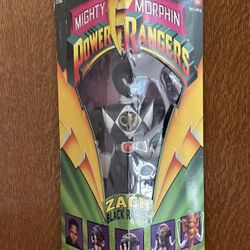 MIGHTY MORPHIN
POWER RANGERS
ZACK
BLACK RANGER